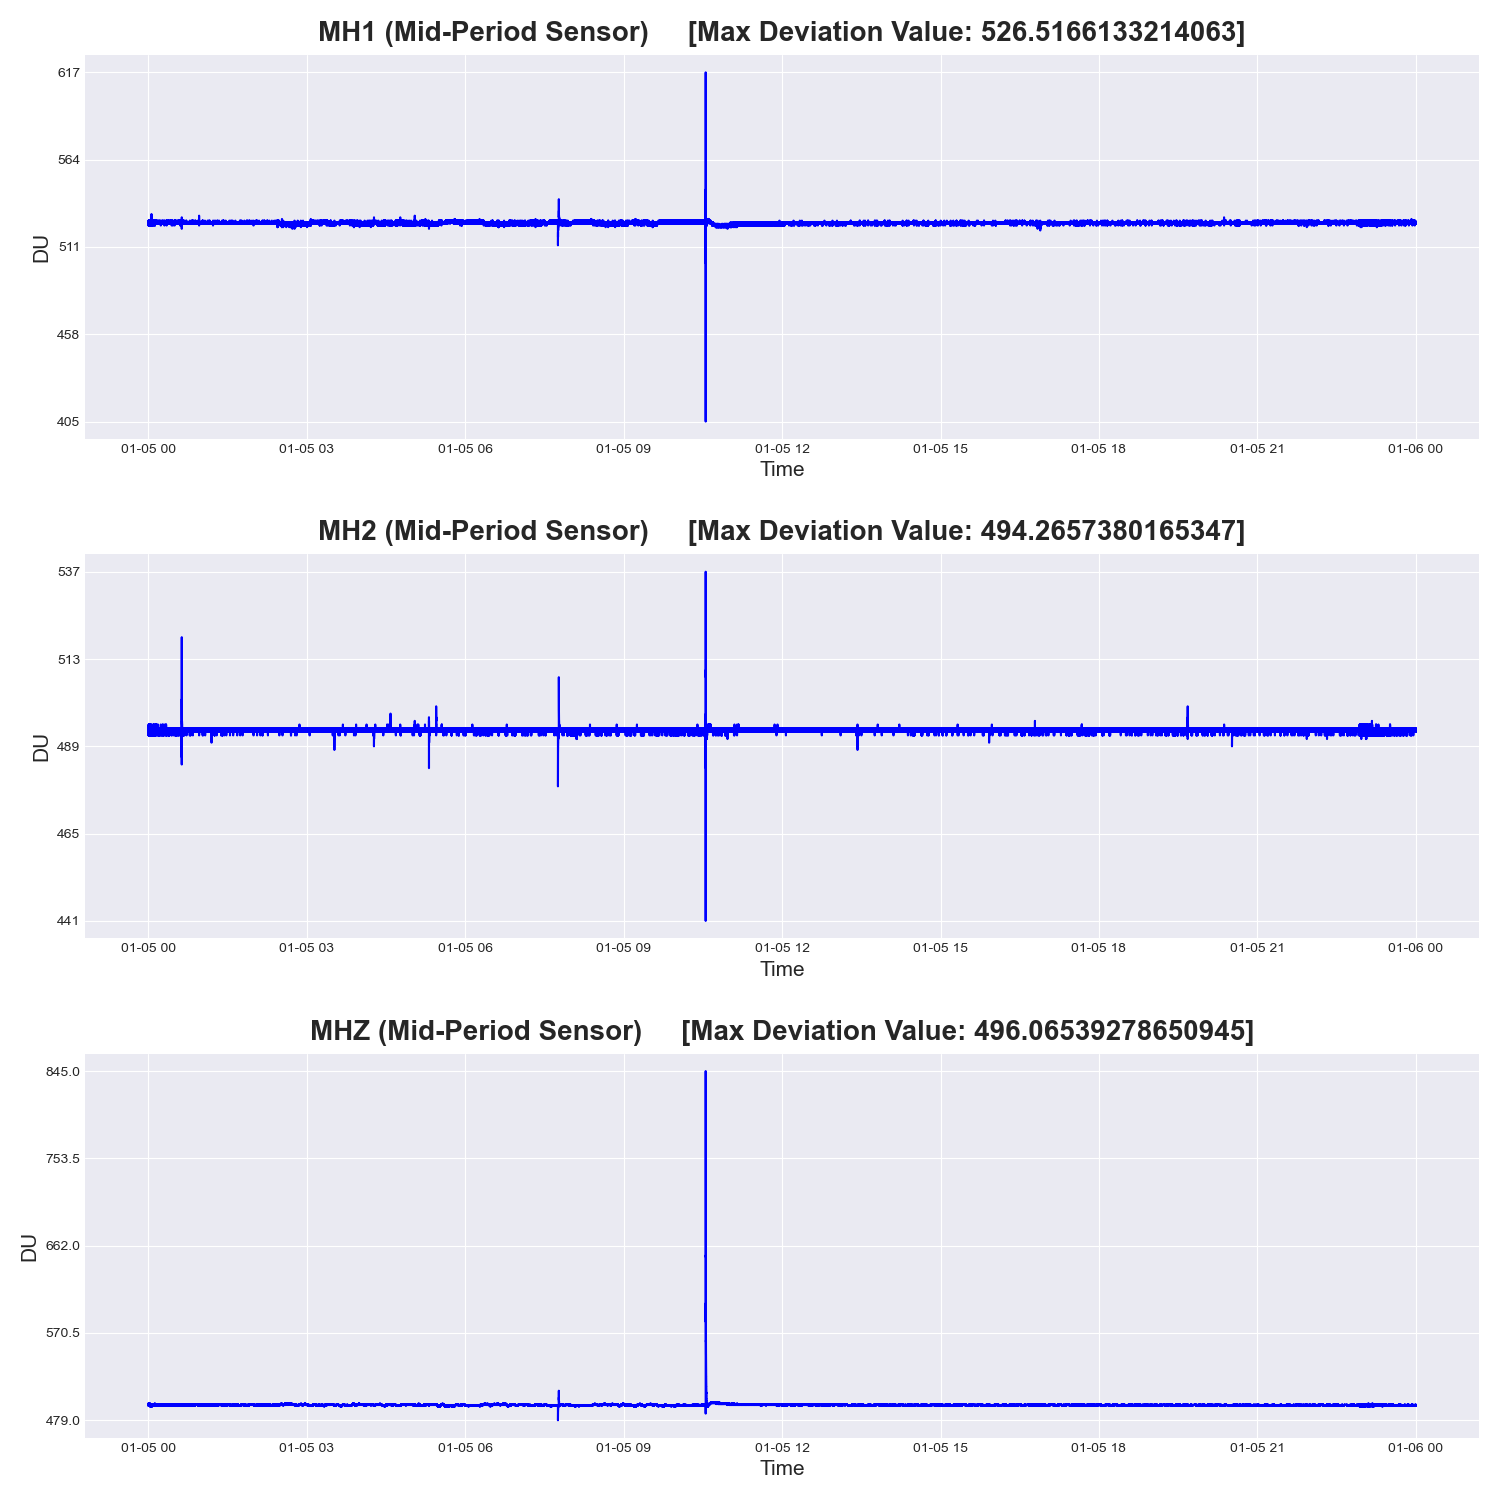 MH1 (Mid-Period Sensor) [Max Deviation Value: 526.5166133214063]
617
564
511
458
405
DU
01-05 00 01-05 03 01-05 06 01-05 09 01-05 12 01-05 15 01-05 18 01-05 21 01-06 00
Time
MH2 (Mid-Period Sensor) [Max Deviation Value: 494.2657380165347]
537
513
489
465
441
DU
01-05 00 01-05 03 01-05 06 01-05 09 01-05 12 01-05 15 01-05 18 01-05 21 01-06 00
Time
MHZ (Mid-Period Sensor) [Max Deviation Value: 496.06539278650945]
845.0
753.5
662.0
570.5
479.0
DU
01-05 00 01-05 03 01-05 06 01-05 09 01-05 12 01-05 15 01-05 18 01-05 21 01-06 00
Time